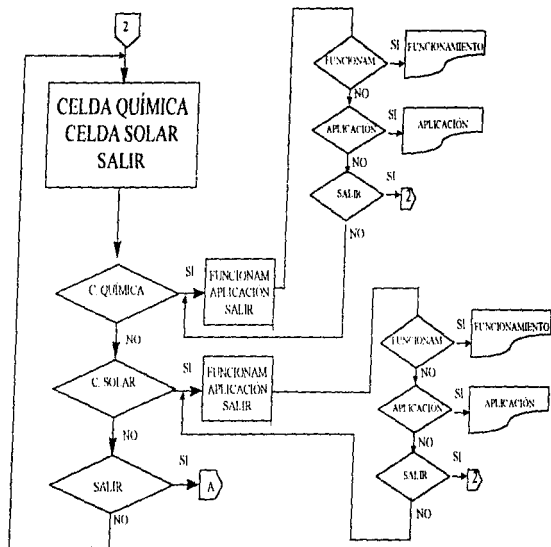 2
CELDA QUÍMICA
CELDA SOLAR
SALIR
C. QUÍMICA
SI
NO
FUNCIONAM
APLICACIÓN
SALIR
FUNCIONAM
SI
FUNCIONAMIENTO
NO
APLICACION
SI
APLICACIÓN
NO
SALIR
SI
2
NO
C. SOLAR
SI
NO
FUNCIONAM
APLICACIÓN
SALIR
FUNCIONAM
SI
FUNCIONAMIENTO
NO
APLICACION
SI
APLICACIÓN
NO
SALIR
SI
2
NO
SALIR
SI
A
NO